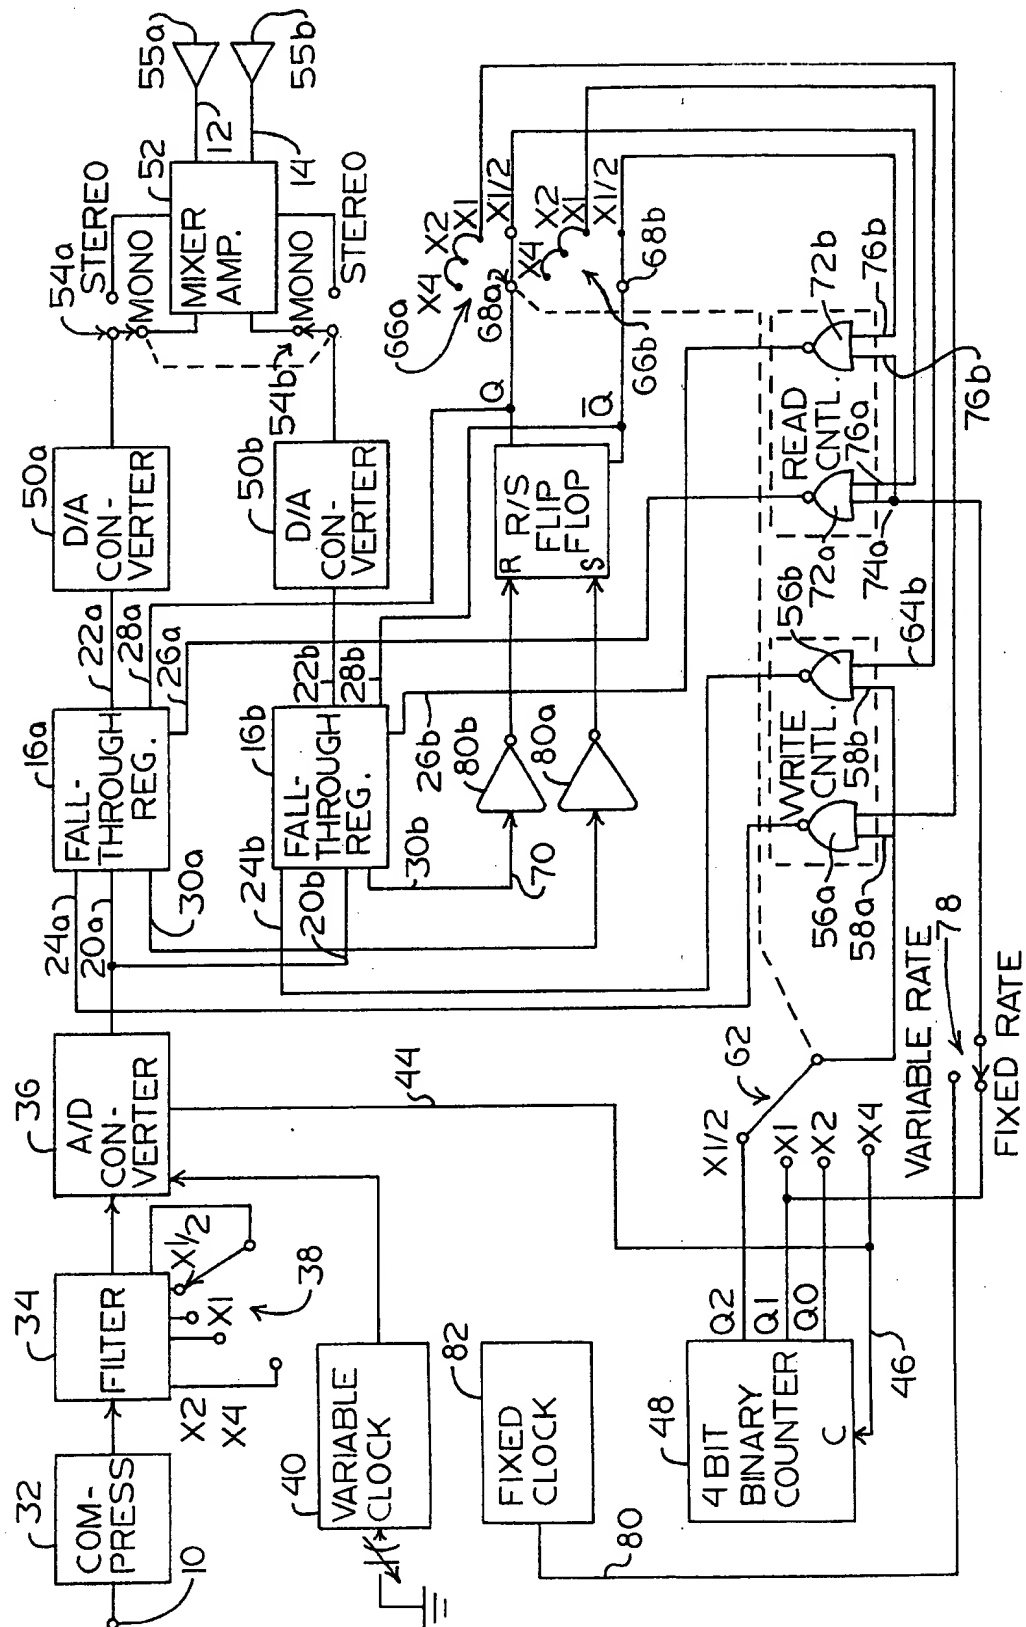 10
32
COM-
PRESS
34
FILTER
X1/2
X1
X2
X4
38
36
A/D
CON-
VERTER
44
24a
20a
30a
16a
FALL-
THROUGH
REG.
22a
28a
26a
50a
D/A
CON-
VERTER
54a
STEREO
MONO
52
MIXER
AMP.
MONO
STEREO
54b
12
14
55a
55b
40
VARIABLE
CLOCK
82
FIXED
CLOCK
80
24b
20b
16b
FALL-
THROUGH
REG.
30b
22b
28b
26b
50b
D/A
CON-
VERTER
70
80b
80a
R
S
R/S
FLIP
FLOP
Q
Q̅
66a
X4
X2
X1
X1/2
68a
2
X4
X2
X1
X1/2
66b
68b
48
4BIT
BINARY
COUNTER
C
Q2
Q1
Q0
46
X1/2
X1
X2
X4
62
WRITE
CNTL.
56a
58a
58b
56b
64b
READ
CNTL.
72a
74a
76a
72b
76b
76b
VARIABLE RATE
78
FIXED RATE